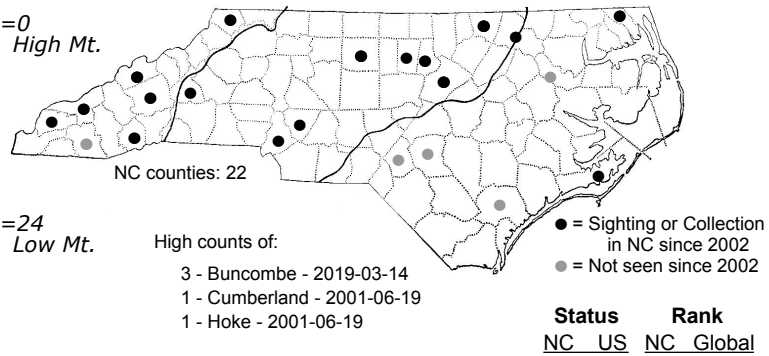 =0
High Mt.
NC counties: 22
=24
Low Mt.
High counts of:
3 - Buncombe - 2019-03-14
1 - Cumberland - 2001-06-19
1 - Hoke - 2001-06-19
= Sighting or Collection
in NC since 2002
= Not seen since 2002
Status Rank
NC US NC Global